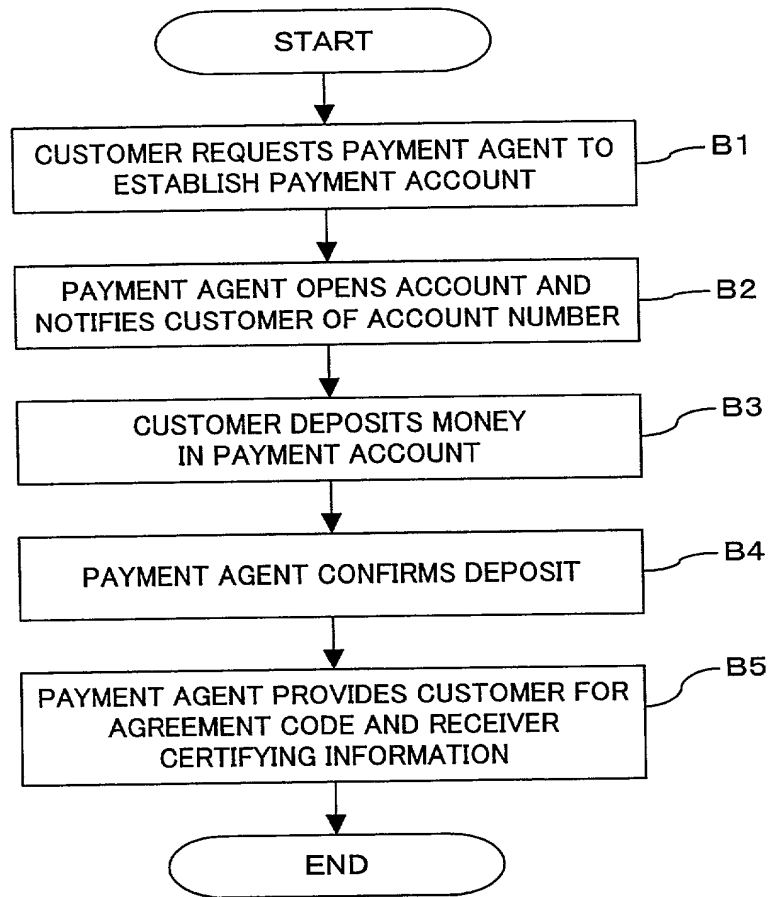 START
CUSTOMER REQUESTS PAYMENT AGENT TO
ESTABLISH PAYMENT ACCOUNT
B1
PAYMENT AGENT OPENS ACCOUNT AND
NOTIFIES CUSTOMER OF ACCOUNT NUMBER
B2
CUSTOMER DEPOSITS MONEY
IN PAYMENT ACCOUNT
B3
PAYMENT AGENT CONFIRMS DEPOSIT
B4
PAYMENT AGENT PROVIDES CUSTOMER FOR
AGREEMENT CODE AND RECEIVER
CERTIFYING INFORMATION
B5
END